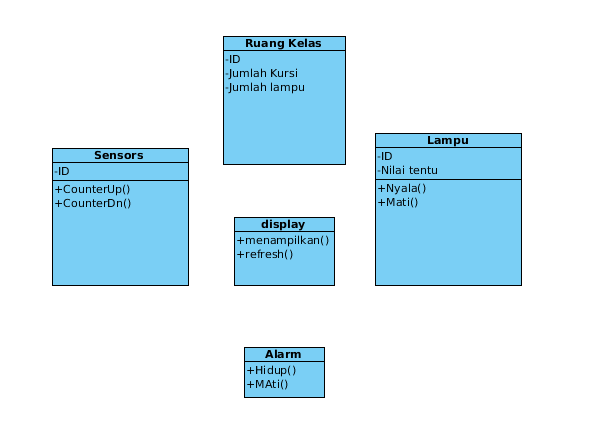 Ruang Kelas
-ID
-Jumlah Kursi
-Jumlah lampu
Sensors
-ID
+CounterUp()
+CounterDn()
Lampu
-ID
-Nilai tentu
+Nyala()
+Mati()
display
+menampilkan()
+refresh()
Alarm
+Hidup()
+MAti()